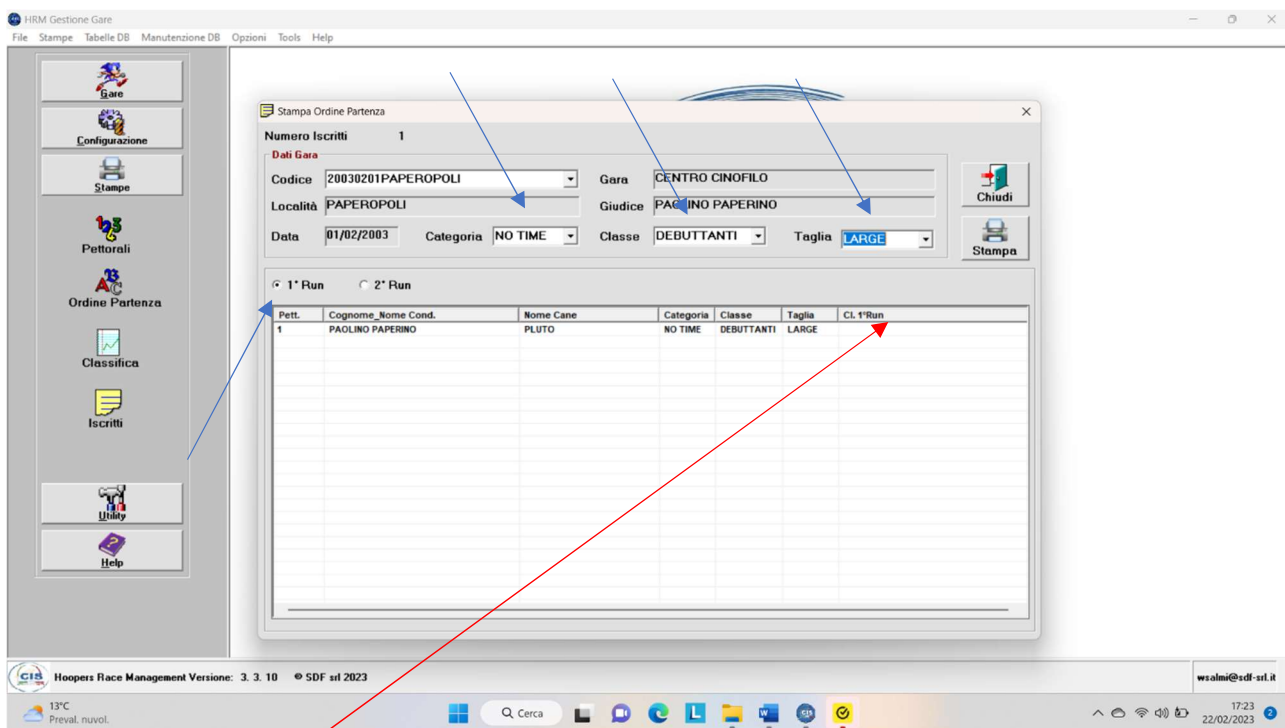 HRM Gestione Gare
File Stampe Tabelle DB Manutenzione DB Opzioni Tools Help
Gare
Configurazione
Stampe
Pettorali
Ordine Partenza
Classifica
Iscritti
Utility
Help
Stampa Ordine Partenza
Numero Iscritti 1
Dati Gara
Codice 20030201PAPEROPOLI Gara CENTRO CINOFILO
Località PAPEROPOLI Giudice PAOLINO PAPERINO
Data 01/02/2003 Categoria NO TIME Classe DEBUTTANTI Taglia LARGE
Chiudi
Stampa
1° Run 2° Run
Pett. Cognome_Nome Cond. Nome Cane Categoria Classe Taglia Cl. 1°Run
1 PAOLINO PAPERINO PLUTO NO TIME DEBUTTANTI LARGE
CIS Hoopers Race Management Versione: 3. 3. 10 © SDF srl 2023 wsalmi@sdf-srl.it
13°C
Preval. nuvol.
Cerca
17:23
22/02/2023
2